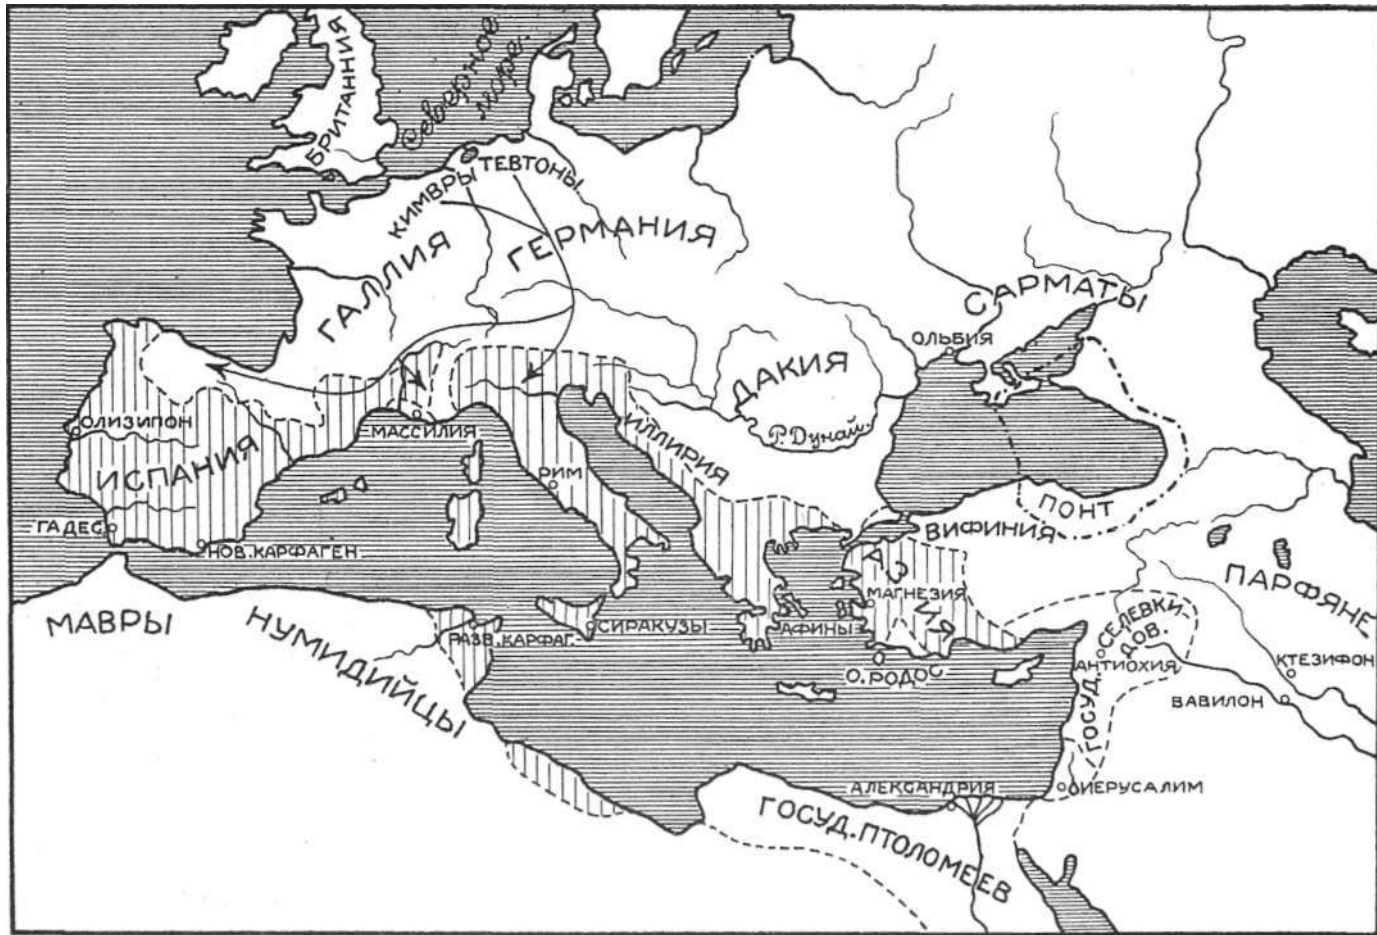 БРИТАННИЯ
Северное
море.
ТЕВТОНЫ
КИМВРЫ
ГАЛЛИЯ
ГЕРМАНИЯ
САРМАТЫ
ОЛЬБИЯ
ДАКИЯ
Р. Дунай.
ОЛИЗИПОН
ИСПАНИЯ
МАССИЛИЯ
ИЛЛИРИЯ
РИМ
ГАДЕС
НОВ. КАРФАГЕН
ПОНТ
ВИФИНИЯ
АЗИЯ
МАГНЕЗИЯ
ПАРФЯНЕ
МАВРЫ
НУМИДИЙЦЫ
РАЗВ. КАРФАГ.
СИРАКУЗЫ
АФИНЫ
О. РОДОС
ГОСУД. СЕЛЕВКИ-
ДОВ.
АНТИОХИЯ
КТЕЗИФОН
ВАВИЛОН
АЛЕКСАНДРИЯ
ИЕРУСАЛИМ
ГОСУД. ПТОЛОМЕЕВ